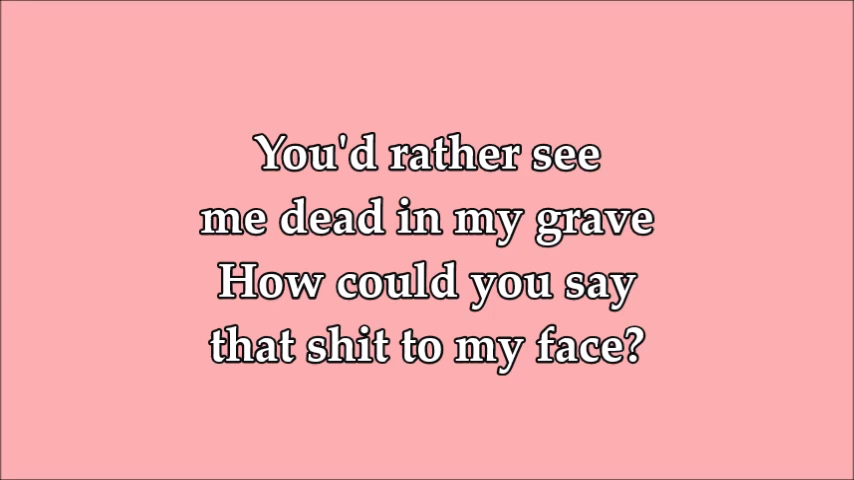 You'd rather see
me dead in my grave
How could you say
that shit to my face?